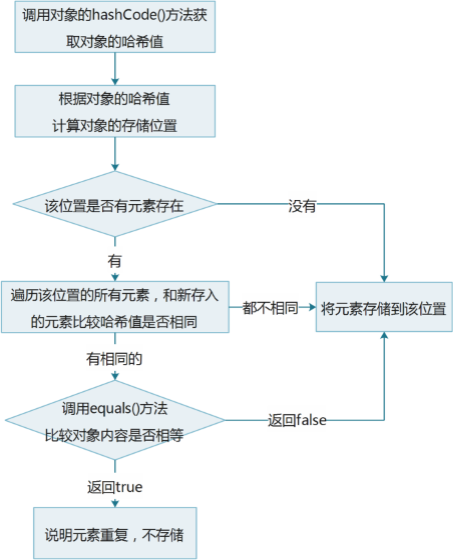 调用对象的hashCode()方法获
取对象的哈希值
根据对象的哈希值
计算对象的存储位置
该位置是否有元素存在
没有
有
遍历该位置的所有元素，和新存入
的元素比较哈希值是否相同
都不相同
将元素存储到该位置
有相同的
调用equals()方法
比较对象内容是否相等
返回false
返回true
说明元素重复，不存储